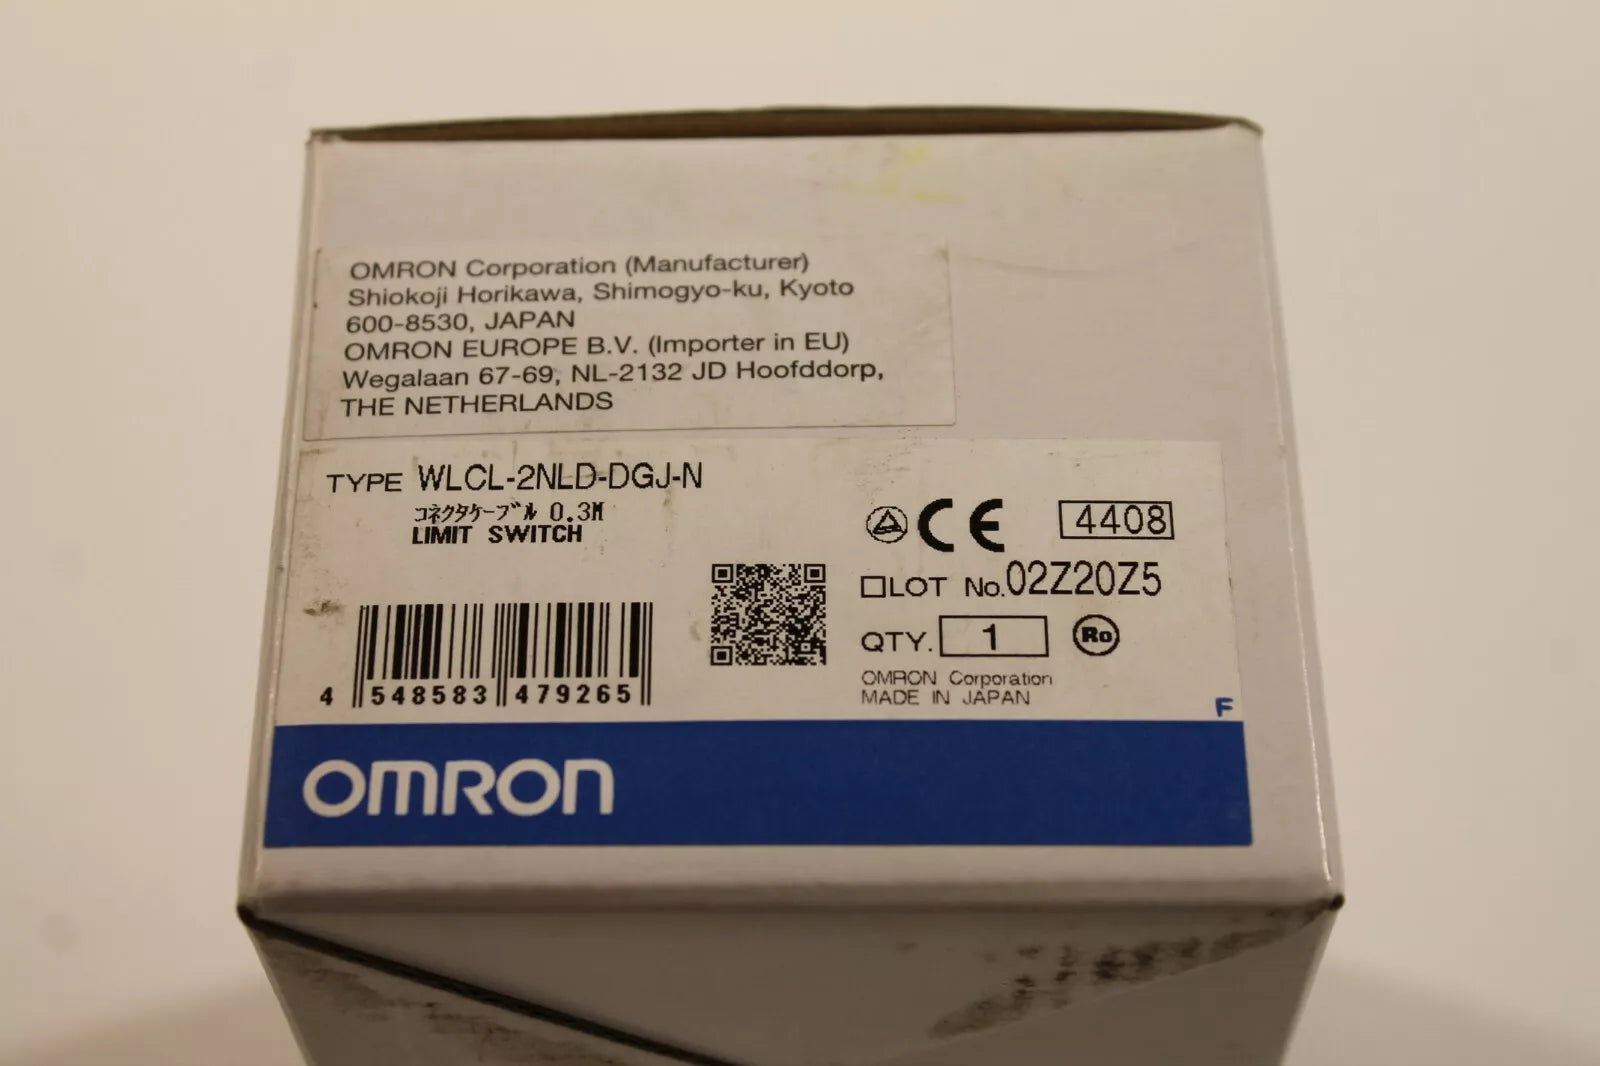 OMRON Corporation (Manufacturer)
Shiokoji Horikawa, Shimogyo-ku, Kyoto
600-8530, JAPAN
OMRON EUROPE B.V. (Importer in EU)
Wegalaan 67-69, NL-2132 JD Hoofddorp,
THE NETHERLANDS
TYPE WLCL-2NLD-DGJ-N
コネクタケーブル 0.3M
LIMIT SWITCH
CE 4408
LOT No.02Z20Z5
QTY. 1 Ro
OMRON Corporation
MADE IN JAPAN
4 548583 479265
F
OMRON